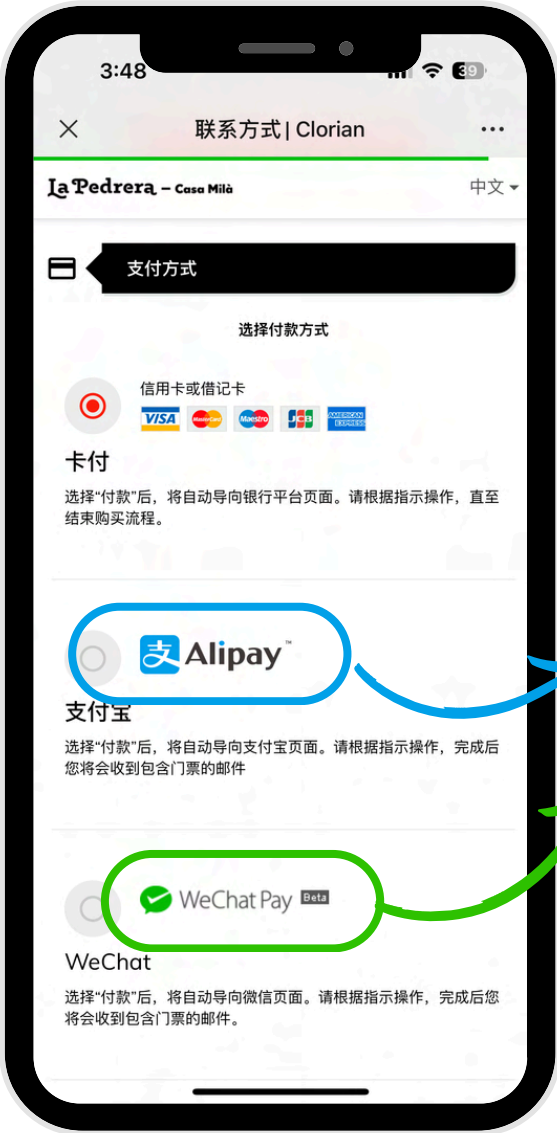 3:48
39
联系方式| Clorian
La Pedrera – Casa Milà
中文
支付方式
选择付款方式
信用卡或借记卡
VISA MasterCard Maestro JCB AMERICAN EXPRESS
卡付
选择“付款”后，将自动导向银行平台页面。请根据指示操作，直至
结束购买流程。
支 Alipay ™
支付宝
选择“付款”后，将自动导向支付宝页面。请根据指示操作，完成后
您将会收到包含门票的邮件
WeChat Pay Beta
WeChat
选择“付款”后，将自动导向微信页面。请根据指示操作，完成后您
将会收到包含门票的邮件。